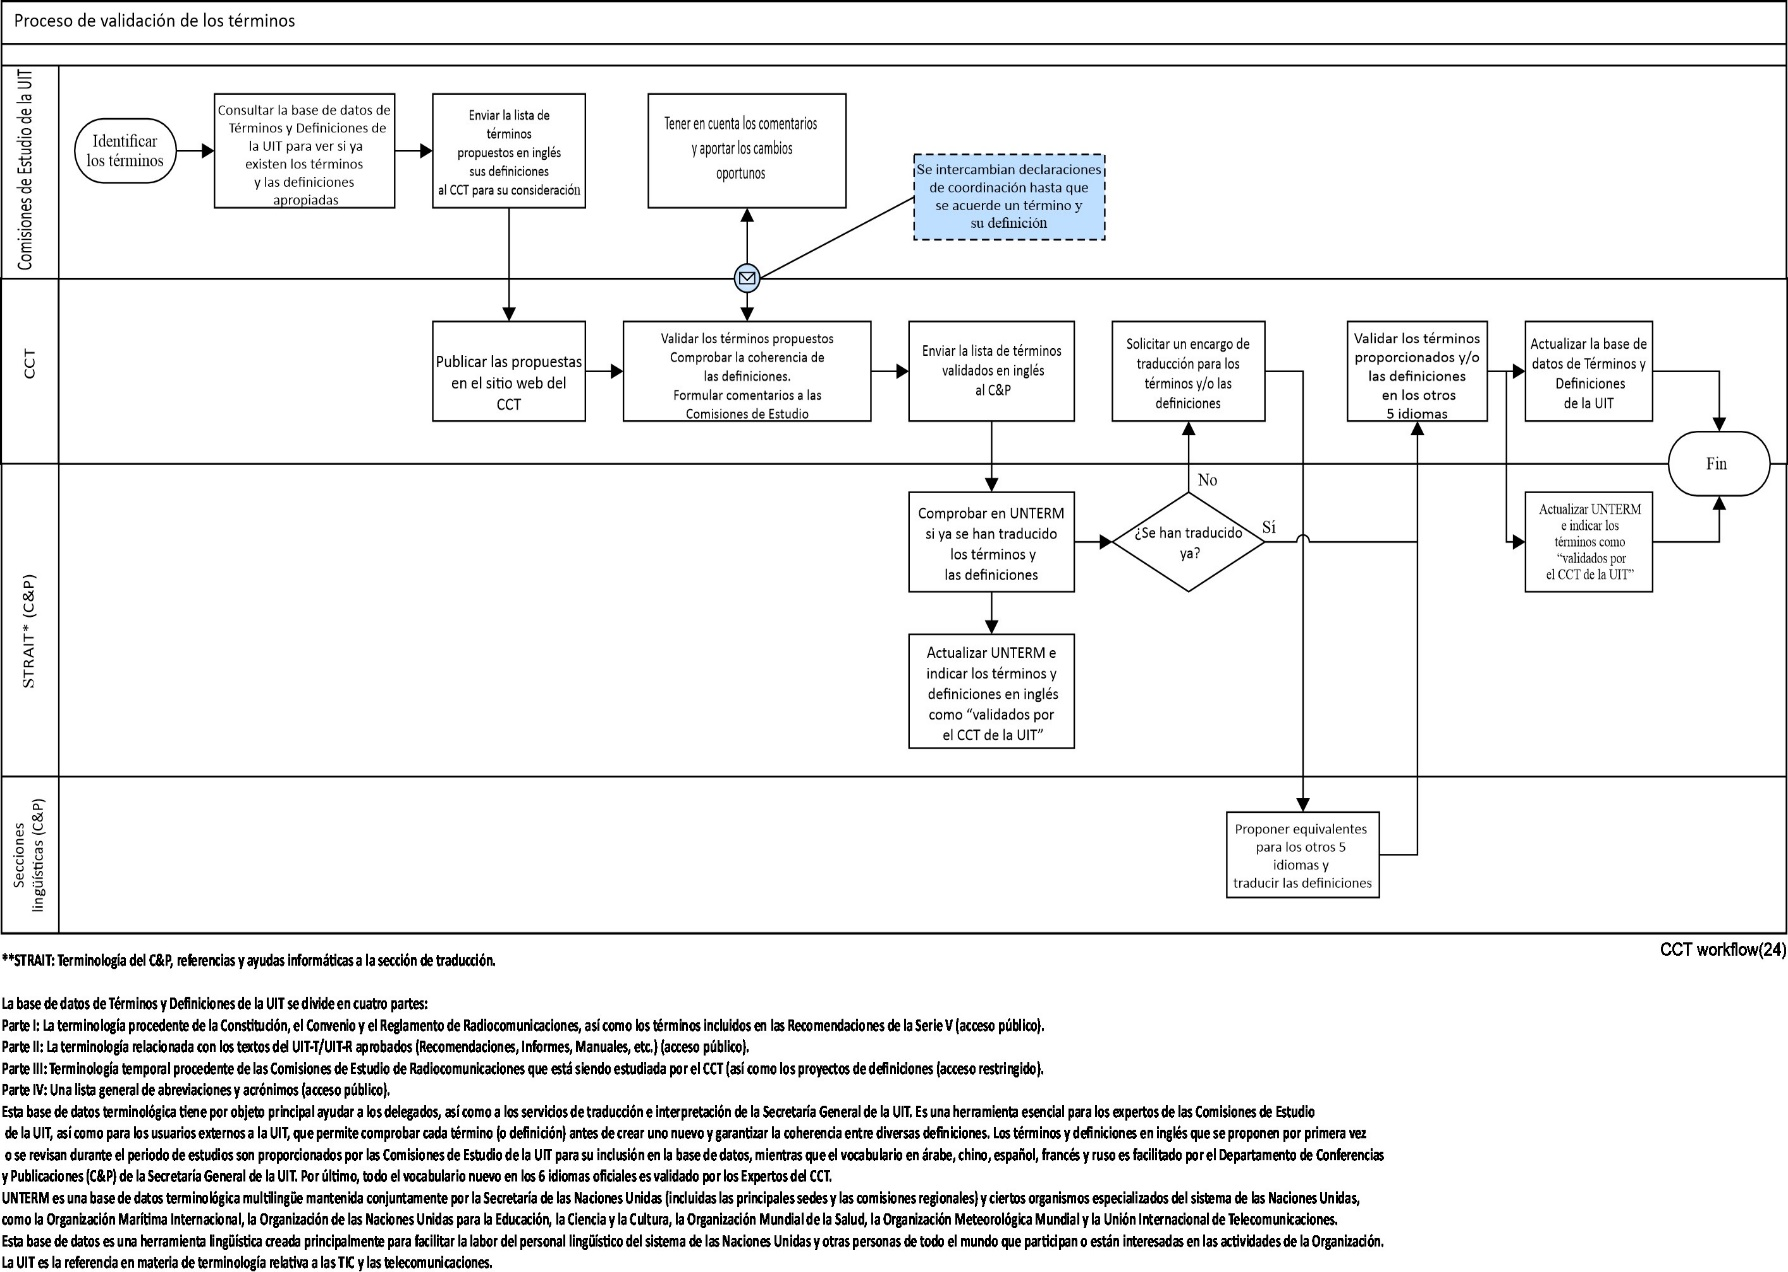 Proceso de validación de los términos
Comisiones de Estudio de la UIT
Identificar
los términos
Consultar la base de datos de
Términos y Definiciones de
la UIT para ver si ya
existen los términos
y las definiciones
apropiadas
Enviar la lista de
términos
propuestos en inglés
sus definiciones
al CCT para su consideración
Tener en cuenta los comentarios
y aportar los cambios
oportunos
Se intercambian declaraciones
de coordinación hasta que
se acuerde un término y
su definición
CCT
Publicar las propuestas
en el sitio web del
CCT
Validar los términos propuestos
Comprobar la coherencia de
las definiciones.
Formular comentarios a las
Comisiones de Estudio
Enviar la lista de términos
validados en inglés
al C&P
Solicitar un encargo de
traducción para los
términos y/o las
definiciones
Validar los términos
proporcionados y/o
las definiciones
en los otros
5 idiomas
Actualizar la base de
datos de Términos y
Definiciones
de la UIT
Fin
STRAIT* (C&P)
Comprobar en UNTERM
si ya se han traducido
los términos y
las definiciones
¿Se han traducido
ya?
No
Sí
Actualizar UNTERM
e indicar los
términos como
“validados por
el CCT de la UIT”
Actualizar UNTERM e
indicar los términos y
definiciones en inglés
como “validados por
el CCT de la UIT”
Secciones
lingüísticas (C&P)
Proponer equivalentes
para los otros 5
idiomas y
traducir las definiciones
CCT workflow(24)
**STRAIT: Terminología del C&P, referencias y ayudas informáticas a la sección de traducción.
La base de datos de Términos y Definiciones de la UIT se divide en cuatro partes:
Parte I: La terminología procedente de la Constitución, el Convenio y el Reglamento de Radiocomunicaciones, así como los términos incluidos en las Recomendaciones de la Serie V (acceso público).
Parte II: La terminología relacionada con los textos del UIT-T/UIT-R aprobados (Recomendaciones, Informes, Manuales, etc.) (acceso público).
Parte III: Terminología temporal procedente de las Comisiones de Estudio de Radiocomunicaciones que está siendo estudiada por el CCT (así como los proyectos de definiciones (acceso restringido).
Parte IV: Una lista general de abreviaciones y acrónimos (acceso público).
Esta base de datos terminológica tiene por objeto principal ayudar a los delegados, así como a los servicios de traducción e interpretación de la Secretaría General de la UIT. Es una herramienta esencial para los expertos de las Comisiones de Estudio
de la UIT, así como para los usuarios externos a la UIT, que permite comprobar cada término (o definición) antes de crear uno nuevo y garantizar la coherencia entre diversas definiciones. Los términos y definiciones en inglés que se proponen por primera vez
o se revisan durante el periodo de estudios son proporcionados por las Comisiones de Estudio de la UIT para su inclusión en la base de datos, mientras que el vocabulario en árabe, chino, español, francés y ruso es facilitado por el Departamento de Conferencias
y Publicaciones (C&P) de la Secretaría General de la UIT. Por último, todo el vocabulario nuevo en los 6 idiomas oficiales es validado por los Expertos del CCT.
UNTERM es una base de datos terminológica multilingüe mantenida conjuntamente por la Secretaría de las Naciones Unidas (incluidas las principales sedes y las comisiones regionales) y ciertos organismos especializados del sistema de las Naciones Unidas,
como la Organización Marítima Internacional, la Organización de las Naciones Unidas para la Educación, la Ciencia y la Cultura, la Organización Mundial de la Salud, la Organización Meteorológica Mundial y la Unión Internacional de Telecomunicaciones.
Esta base de datos es una herramienta lingüística creada principalmente para facilitar la labor del personal lingüístico del sistema de las Naciones Unidas y otras personas de todo el mundo que participan o están interesadas en las actividades de la Organización.
La UIT es la referencia en materia de terminología relativa a las TIC y las telecomunicaciones.